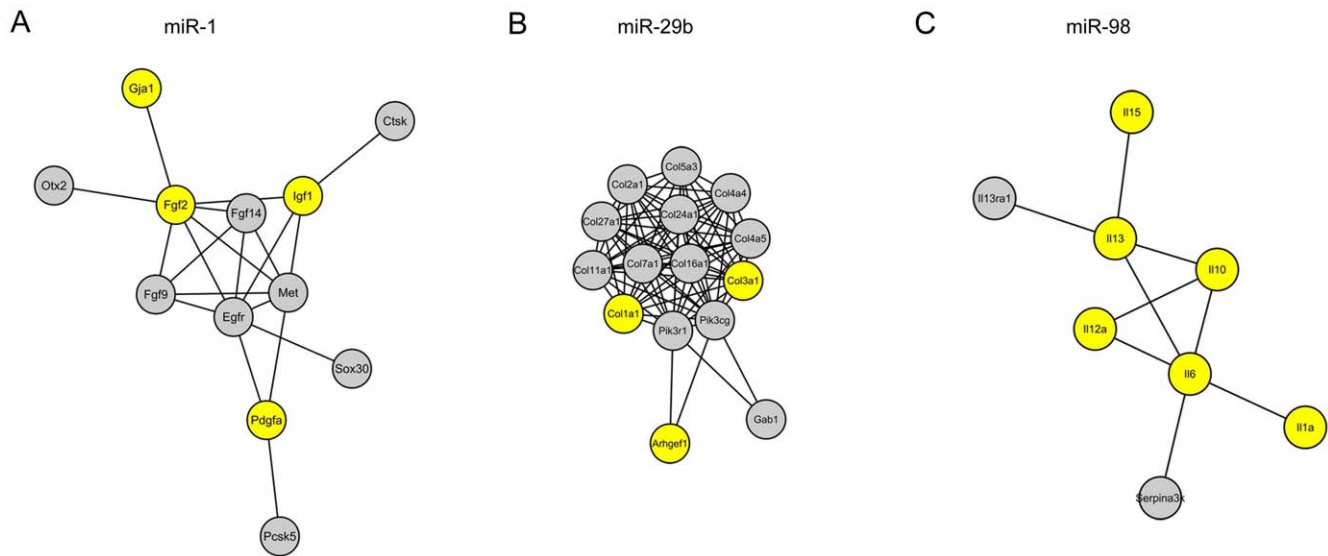 A
miR-1
Gja1
Ctsk
Otx2
Fgf2
Igf1
Fgf14
Fgf9
Met
Egfr
Sox30
Pdgfa
Pcsk5
B
miR-29b
Col5a3
Col2a1
Col4a4
Col24a1
Col27a1
Col4a5
Col7a1
Col16a1
Col11a1
Col3a1
Col1a1
Pik3cg
Pik3r1
Gab1
Arhgef1
C
miR-98
Il15
Il13ra1
Il13
Il10
Il12a
Il6
Il1a
Serpina3k